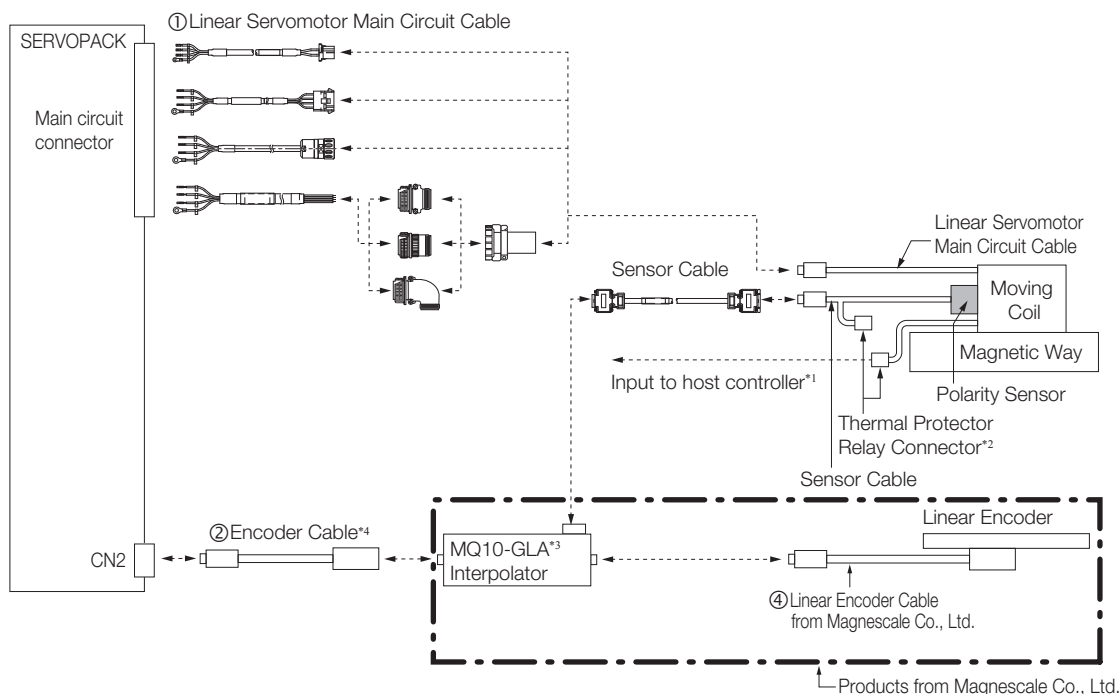 ①Linear Servomotor Main Circuit Cable
SERVOPACK
Main circuit
connector
Linear Servomotor
Main Circuit Cable
Sensor Cable
Moving
Coil
Magnetic Way
Input to host controller*1
Polarity Sensor
Thermal Protector
Relay Connector*2
Sensor Cable
Linear Encoder
②Encoder Cable*4
CN2
MQ10-GLA*3
Interpolator
④Linear Encoder Cable
from Magnescale Co., Ltd.
Products from Magnescale Co., Ltd.